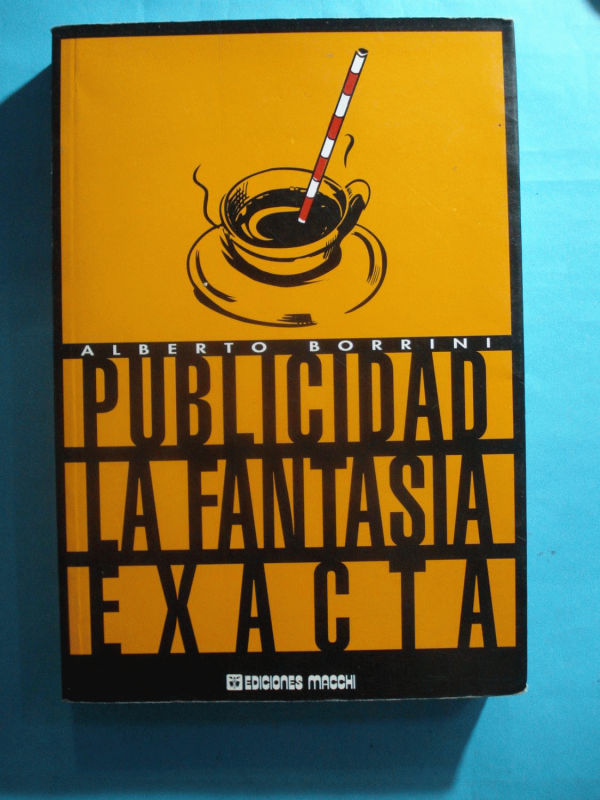 ALBERTO BORRINI
PUBLICIDAD
LA FANTASIA
EXACTA
EDICIONES MACCHI